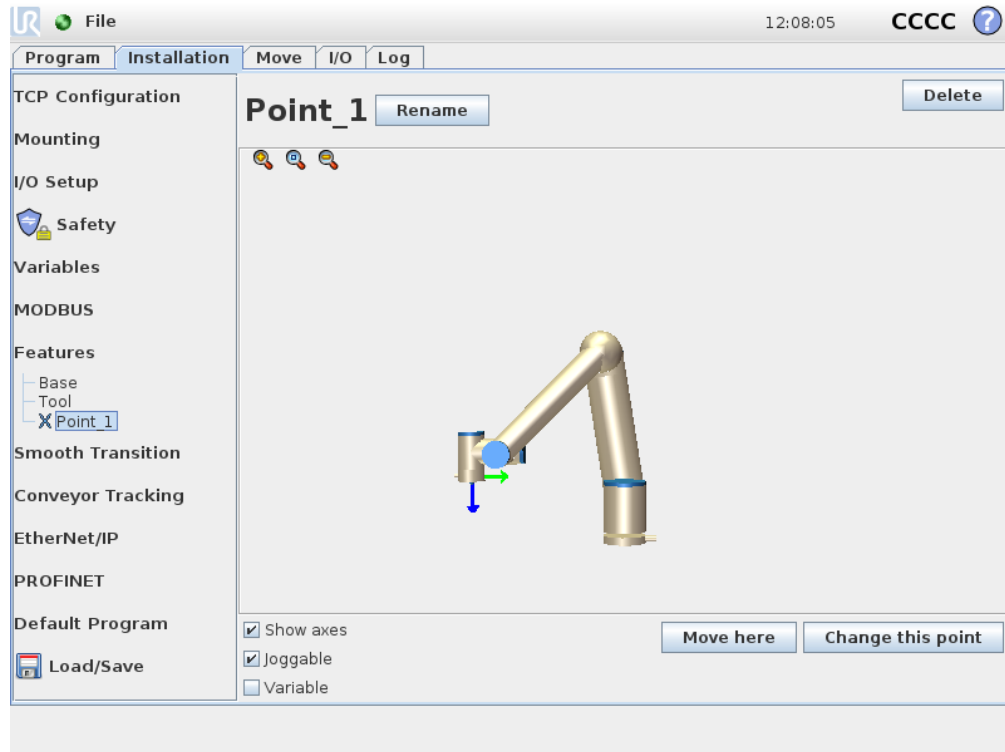 UR File 12:08:05 CCCC ?
Program Installation Move I/O Log
TCP Configuration
Mounting
I/O Setup
Safety
Variables
MODBUS
Features
Base
Tool
Point_1
Smooth Transition
Conveyor Tracking
EtherNet/IP
PROFINET
Default Program
Load/Save
Point_1 Rename Delete
Show axes
Joggable
Variable
Move here Change this point